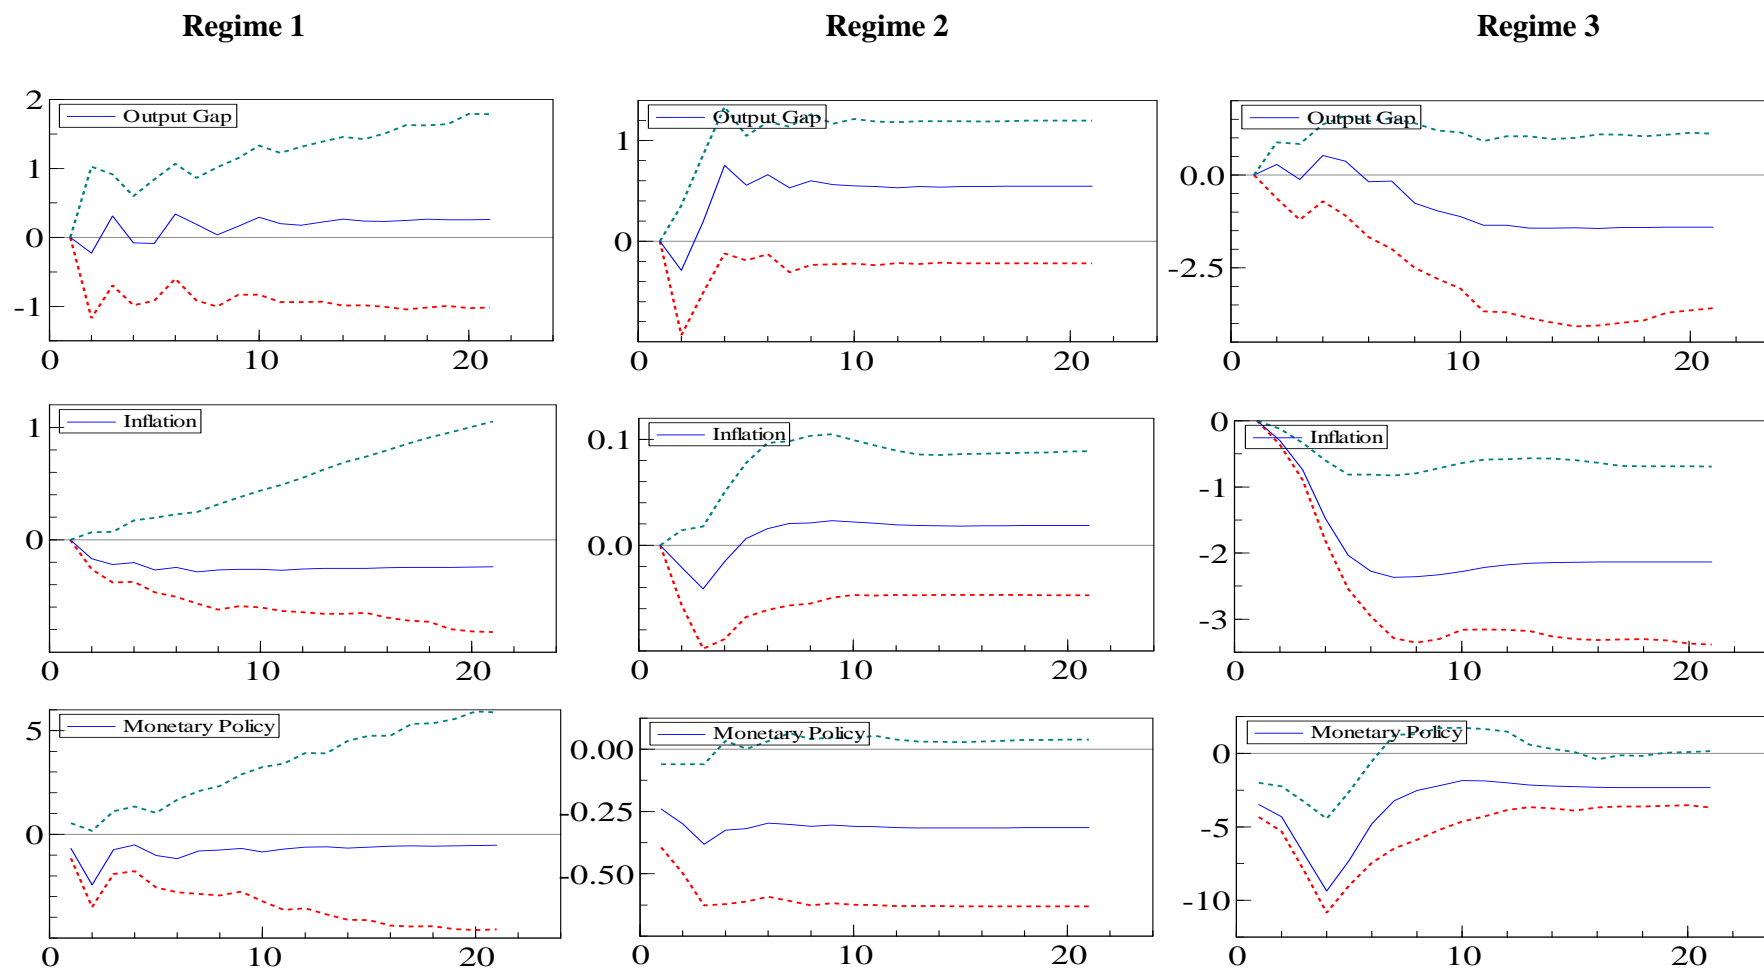 Regime 1 Regime 2 Regime 3
2 Output Gap 1 0 -1 0 10 20
Output Gap 1 0 0 10 20
Output Gap 0.0 -2.5 0 10 20
1 Inflation 0 0 10 20
Inflation 0.1 0.0 0 10 20
0 Inflation -1 -2 -3 0 10 20
5 Monetary Policy 0 0 10 20
Monetary Policy 0.00 -0.25 -0.50 0 10 20
Monetary Policy 0 -5 -10 0 10 20